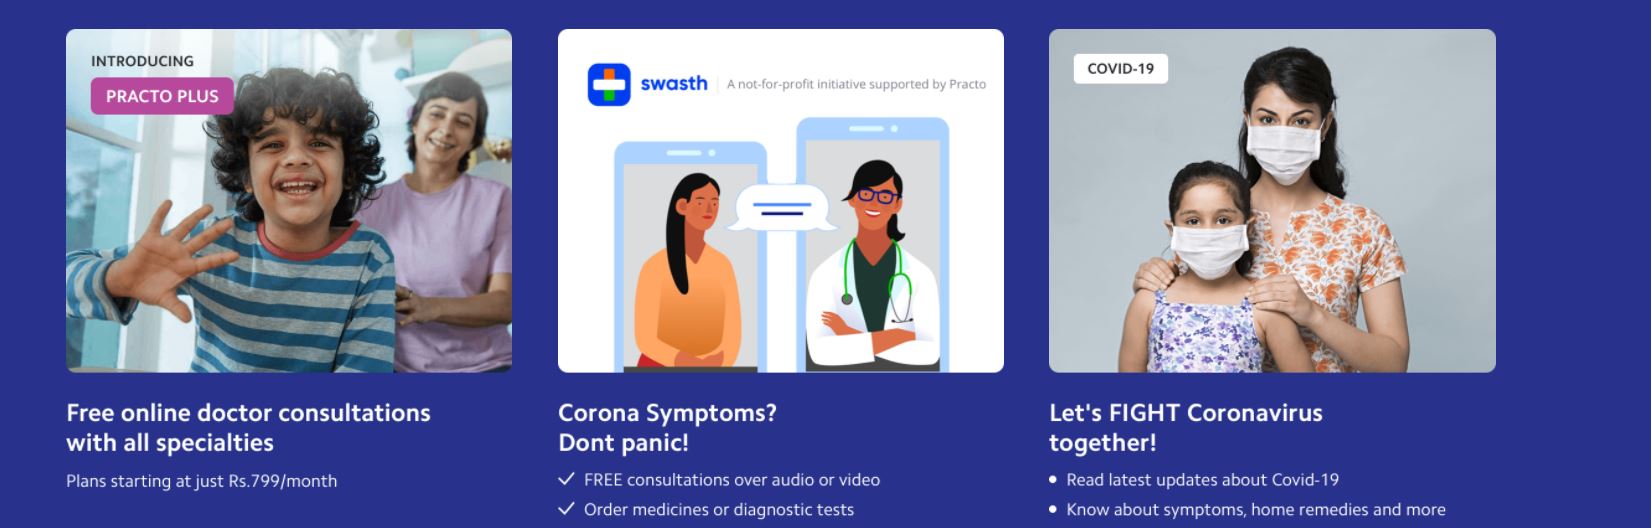 INTRODUCING
PRACTO PLUS
Free online doctor consultations
with all specialties
Plans starting at just Rs.799/month
swasth
A not-for-profit initiative supported by Practo
Corona Symptoms?
Dont panic!
FREE consultations over audio or video
Order medicines or diagnostic tests
COVID-19
Let's FIGHT Coronavirus
together!
Read latest updates about Covid-19
Know about symptoms, home remedies and more